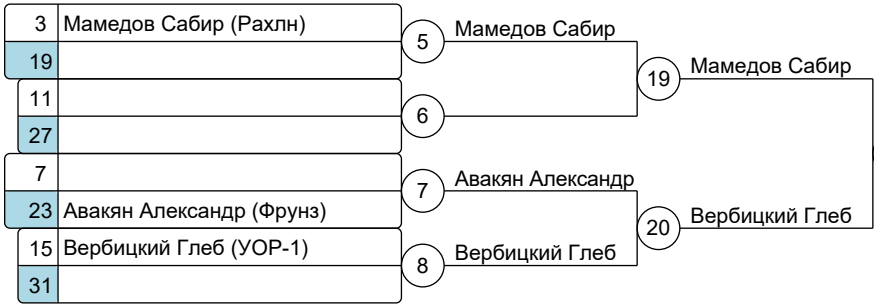 3 Мамедов Сабир (Рахлн)
19
11
27
7
23 Авакян Александр (Фрунз)
15 Вербицкий Глеб (УОР-1)
31
5 Мамедов Сабир
6
7 Авакян Александр
8 Вербицкий Глеб
19 Мамедов Сабир
20 Вербицкий Глеб